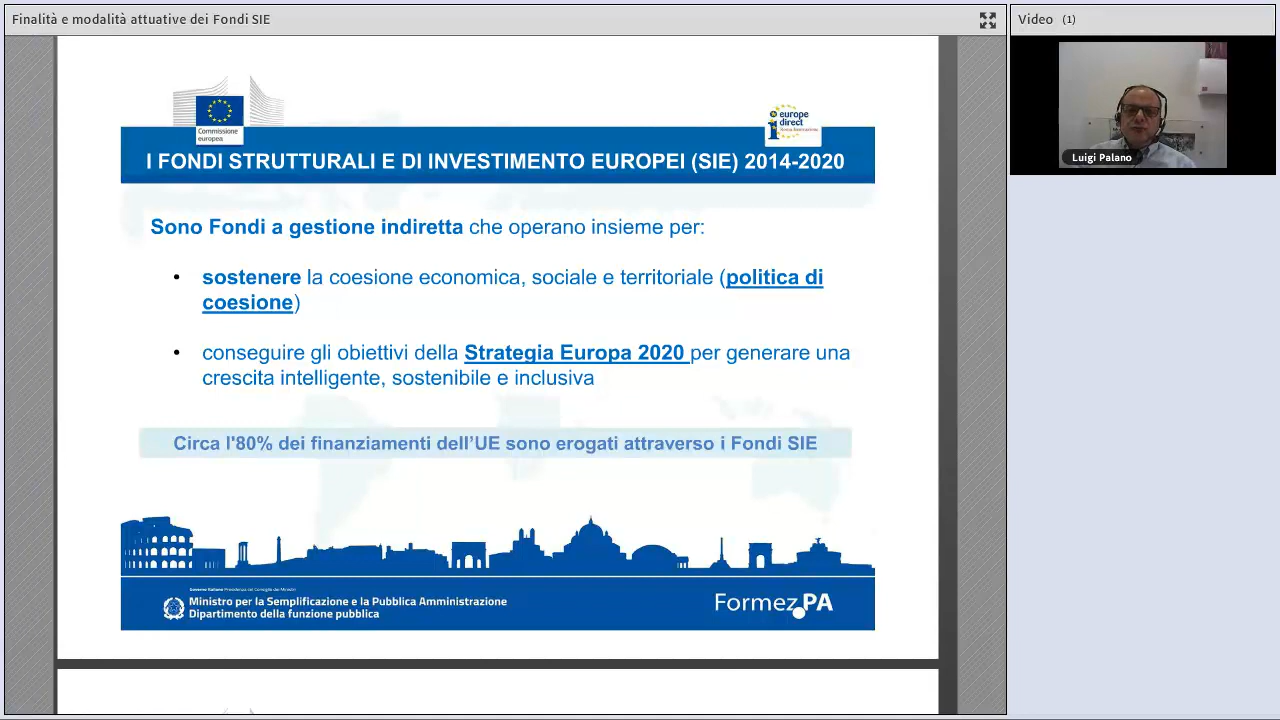 Finalità e modalità attuative dei Fondi SIE
Video (1)
Luigi Palano
Commissione
europea
europe
direct
I FONDI STRUTTURALI E DI INVESTIMENTO EUROPEI (SIE) 2014-2020
Sono Fondi a gestione indiretta che operano insieme per:
• sostenere la coesione economica, sociale e territoriale (politica di
coesione)
• conseguire gli obiettivi della Strategia Europa 2020 per generare una
crescita intelligente, sostenibile e inclusiva
Circa l'80% dei finanziamenti dell’UE sono erogati attraverso i Fondi SIE
Ministro per la Semplificazione e la Pubblica Amministrazione
Dipartimento della funzione pubblica
Formez PA